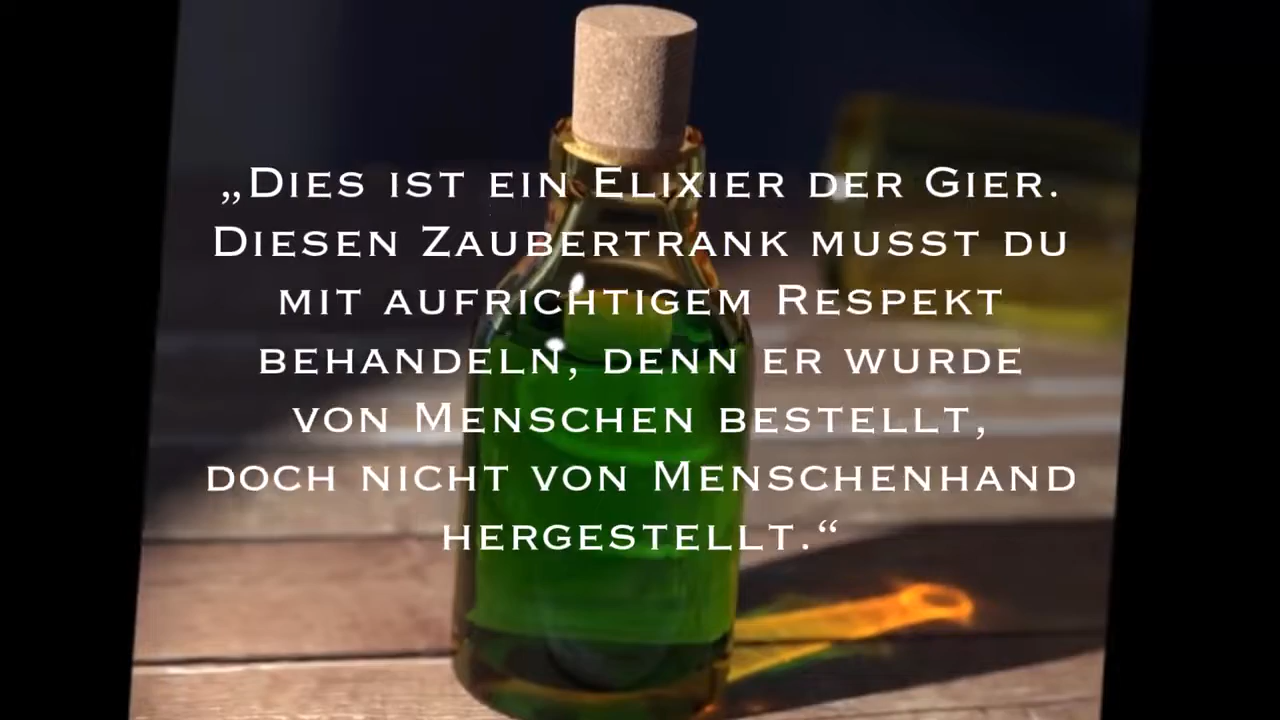 „Dies ist ein Elixier der Gier.
Diesen Zaubertrank musst du
mit aufrichtigem Respekt
behandeln, denn er wurde
von Menschen bestellt,
doch nicht von Menschenhand
hergestellt.“